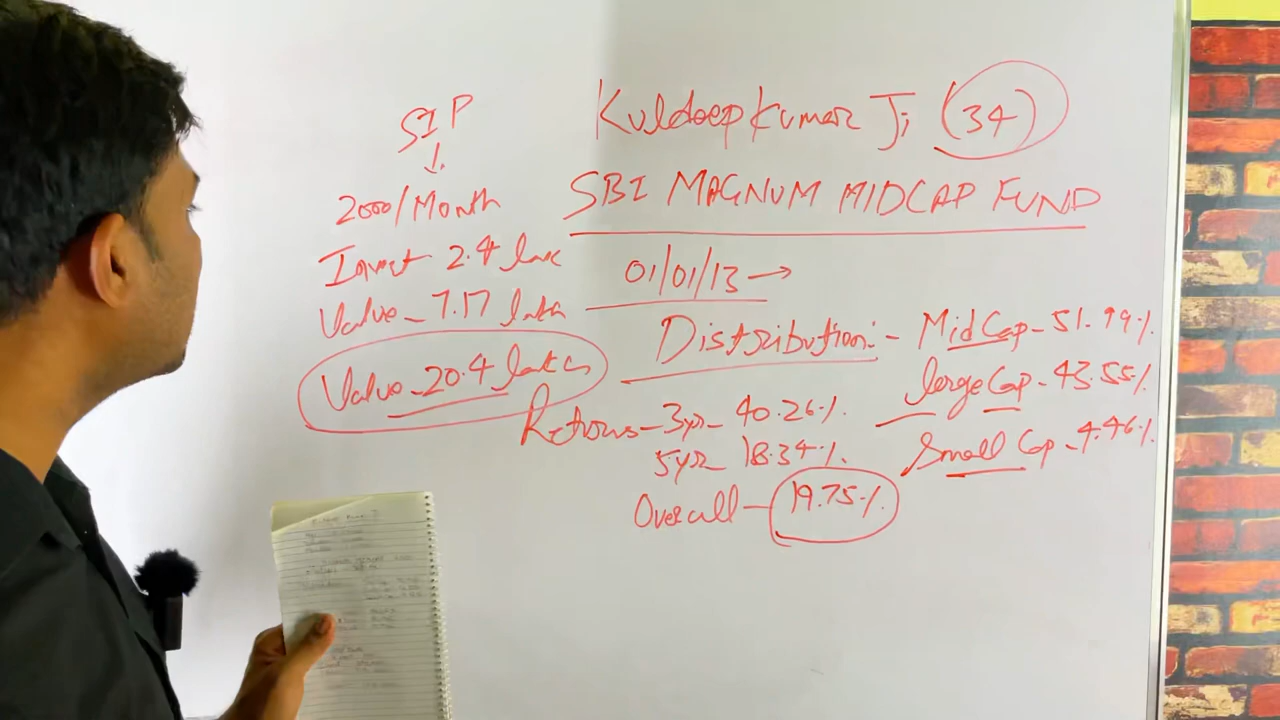 SIP
↓
2000/Month
Invest 2.4 lac
Value - 7.17 lakh
Value - 20.4 lakh
Kuldeep Kumar Ji (34)
SBI MAGNUM MIDCAP FUND
01/01/13 →
Distribution:- MidCap - 51.99%
large Cap - 43.55%
Small Cap - 4.46%
Returns - 3yr - 40.26%
5yr - 18.34%
Overall - 19.75%